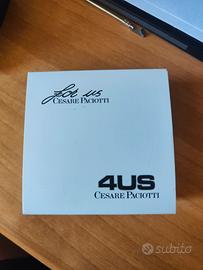 for us
CESARE PACIOTTI
4US
CESARE PACIOTTI
subito